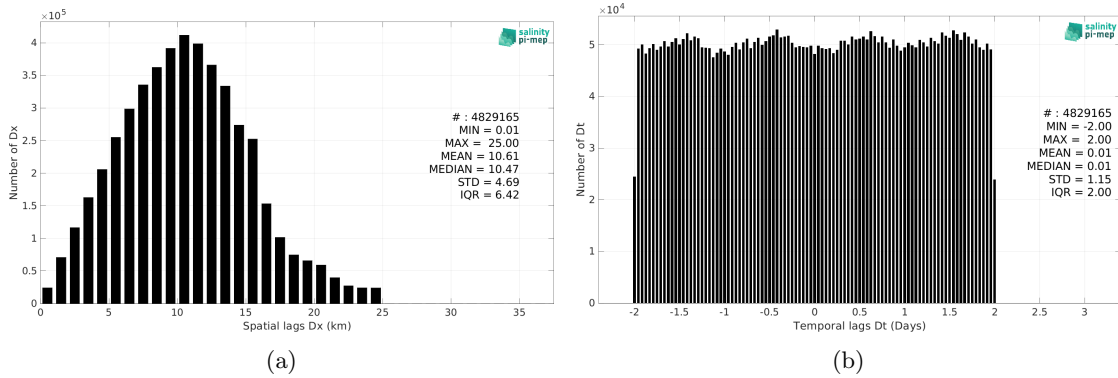 ×10⁵
4
3.5
3
2.5
2
1.5
1
0.5
0
Number of Dx
0 5 10 15 20 25 30 35
Spatial lags Dx (km)
salinity
pi-mep
# : 4829165
MIN = 0.01
MAX = 25.00
MEAN = 10.61
MEDIAN = 10.47
STD = 4.69
IQR = 6.42
(a)
×10⁴
5
4
3
2
1
0
Number of Dt
-2 -1.5 -1 -0.5 0 0.5 1 1.5 2 2.5 3
Temporal lags Dt (Days)
salinity
pi-mep
# : 4829165
MIN = -2.00
MAX = 2.00
MEAN = 0.01
MEDIAN = 0.01
STD = 1.15
IQR = 2.00
(b)